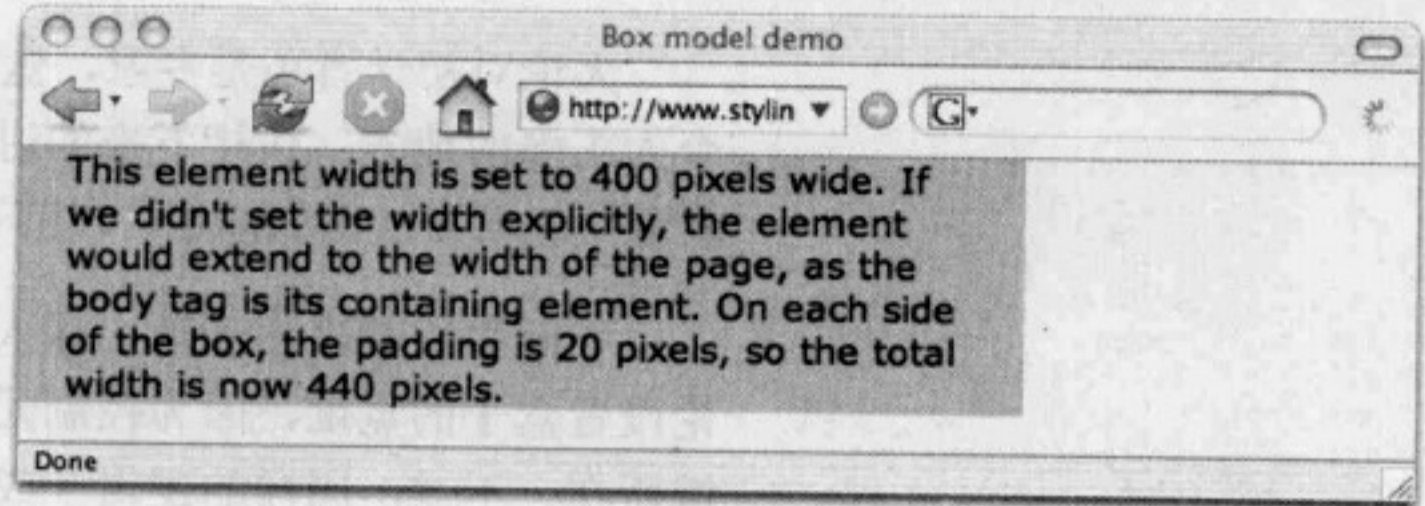 Box model demo
http://www.stylin
G
This element width is set to 400 pixels wide. If
we didn't set the width explicitly, the element
would extend to the width of the page, as the
body tag is its containing element. On each side
of the box, the padding is 20 pixels, so the total
width is now 440 pixels.
Done